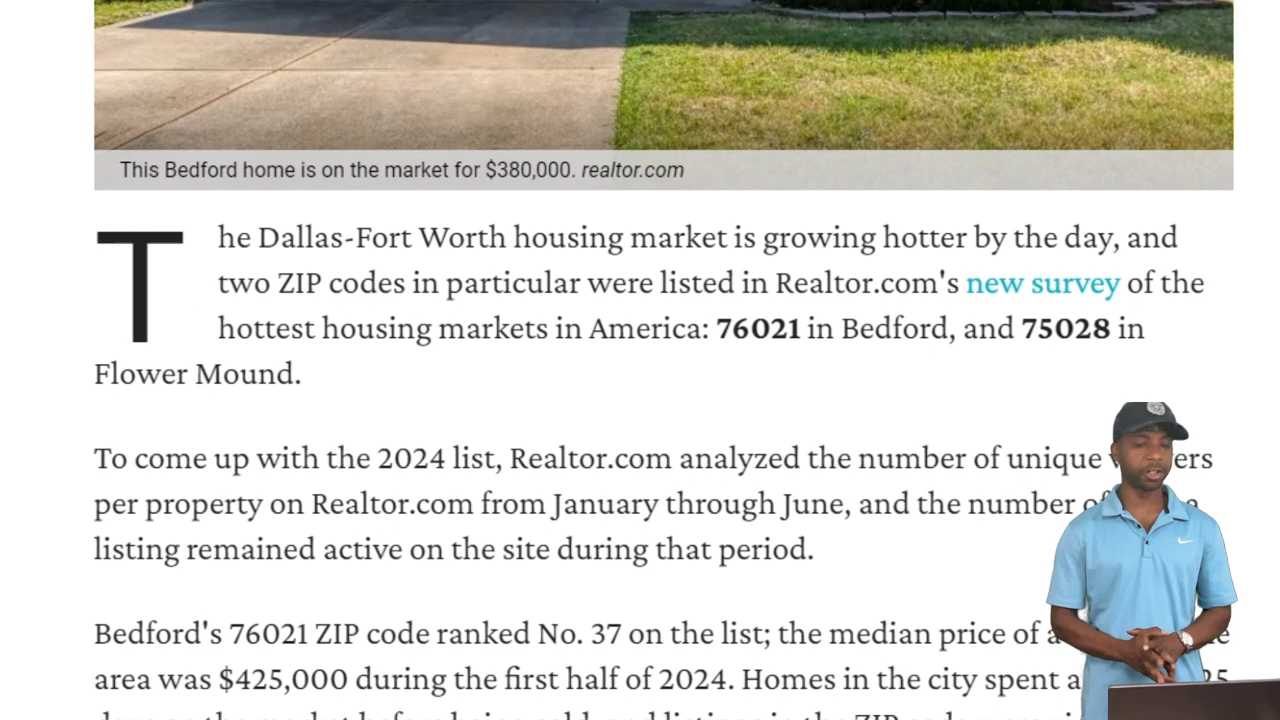 This Bedford home is on the market for $380,000. realtor.com
The Dallas-Fort Worth housing market is growing hotter by the day, and
two ZIP codes in particular were listed in Realtor.com's new survey of the
hottest housing markets in America: 76021 in Bedford, and 75028 in
Flower Mound.
To come up with the 2024 list, Realtor.com analyzed the number of unique
per property on Realtor.com from January through June, and the number
listing remained active on the site during that period.
Bedford's 76021 ZIP code ranked No. 37 on the list; the median price of
area was $425,000 during the first half of 2024. Homes in the city spent